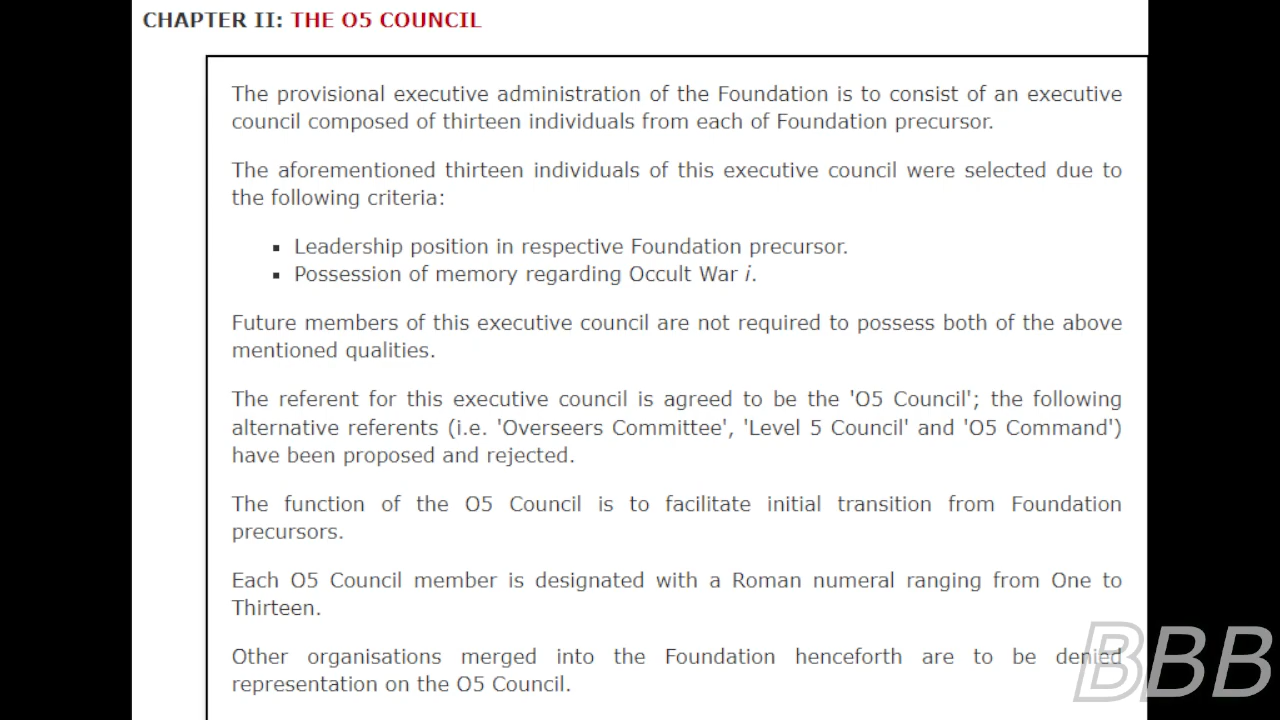 CHAPTER II: THE O5 COUNCIL
The provisional executive administration of the Foundation is to consist of an executive
council composed of thirteen individuals from each of Foundation precursor.
The aforementioned thirteen individuals of this executive council were selected due to
the following criteria:
▪ Leadership position in respective Foundation precursor.
▪ Possession of memory regarding Occult War i.
Future members of this executive council are not required to possess both of the above
mentioned qualities.
The referent for this executive council is agreed to be the 'O5 Council'; the following
alternative referents (i.e. 'Overseers Committee', 'Level 5 Council' and 'O5 Command')
have been proposed and rejected.
The function of the O5 Council is to facilitate initial transition from Foundation
precursors.
Each O5 Council member is designated with a Roman numeral ranging from One to
Thirteen.
Other organisations merged into the Foundation henceforth are to be denied
representation on the O5 Council.
BBB